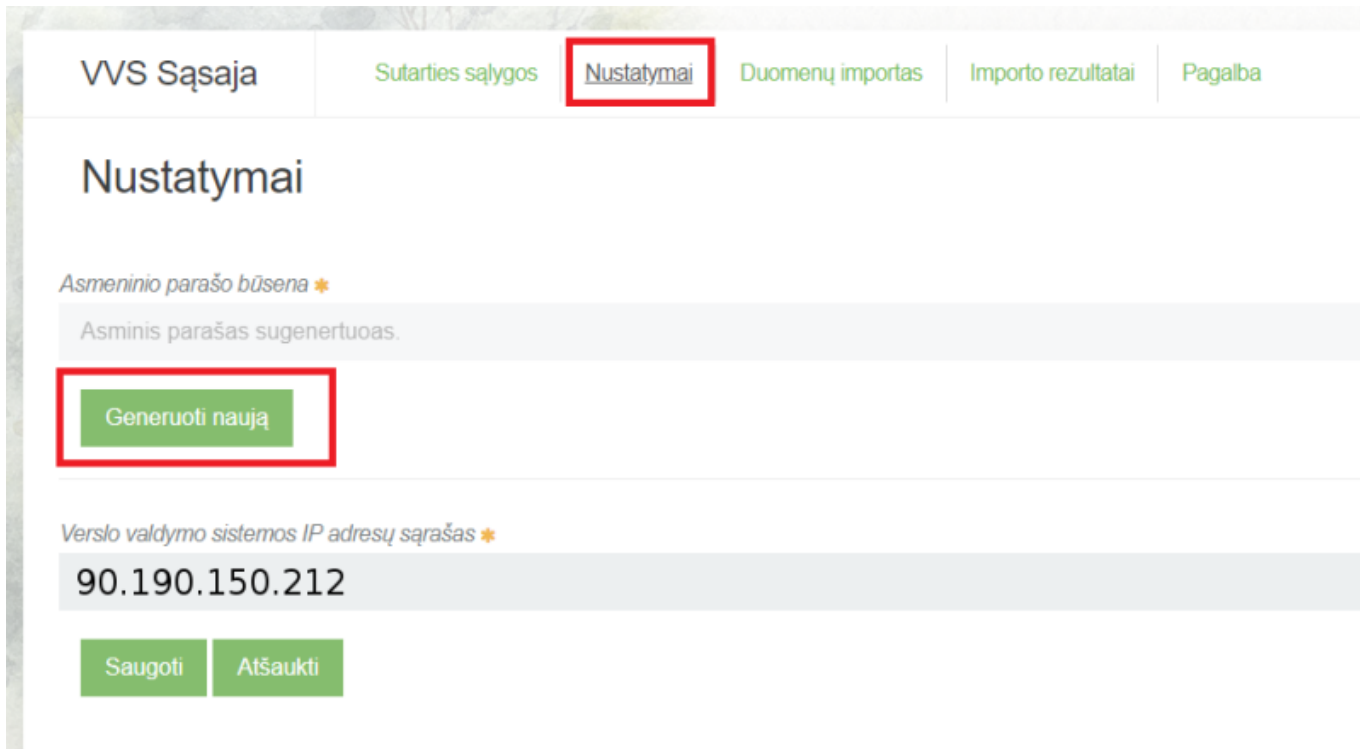 VVS Sąsaja Sutarties sąlygos Nustatymai Duomenų importas Importo rezultatai Pagalba
Nustatymai
Asmeninio parašo būsena ✱
Asminis parašas sugenertuoas.
Generuoti naują
Verslo valdymo sistemos IP adresų sąrašas ✱
90.190.150.212
Saugoti Atšaukti